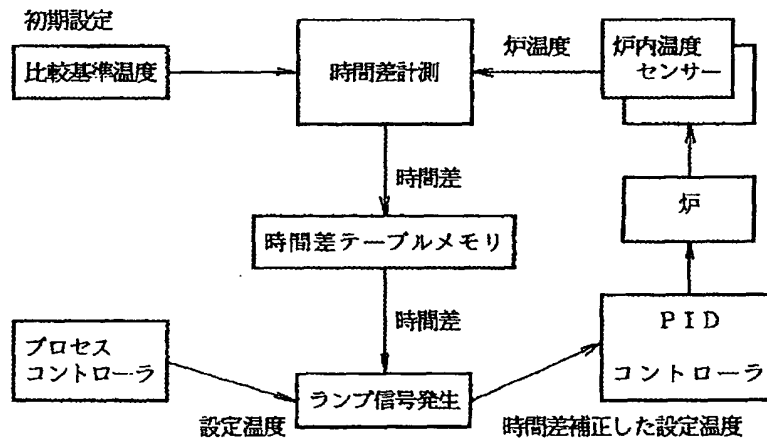 初期設定
比較基準温度
時間差計測
炉温度
炉内温度
センサー
時間差
炉
時間差テーブルメモリ
時間差
プロセス
コントローラ
設定温度
ランプ信号発生
PID
コントローラ
時間差補正した設定温度